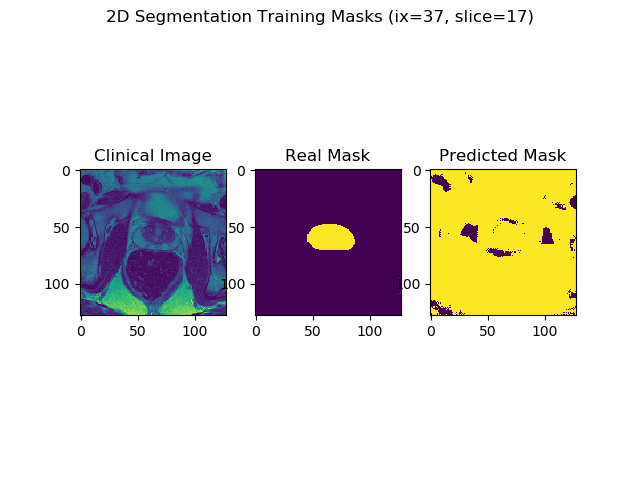 2D Segmentation Training Masks (ix=37, slice=17)
Clinical Image Real Mask Predicted Mask
0 0 0
50 50 50
100 100 100
0 50 100 0 50 100 0 50 100